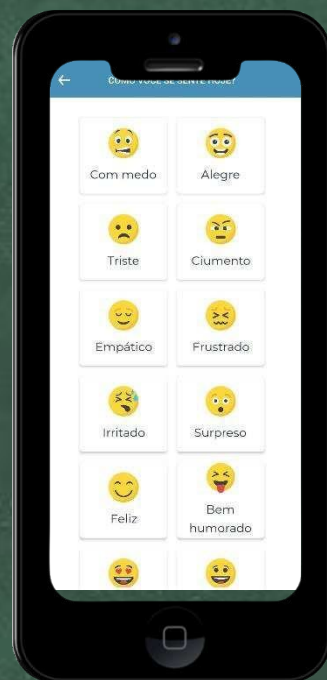 COMO VOCÊ SE SENTE HOJE?
Com medo
Alegre
Triste
Ciumento
Empático
Frustrado
Irritado
Surpreso
Feliz
Bem
humorado